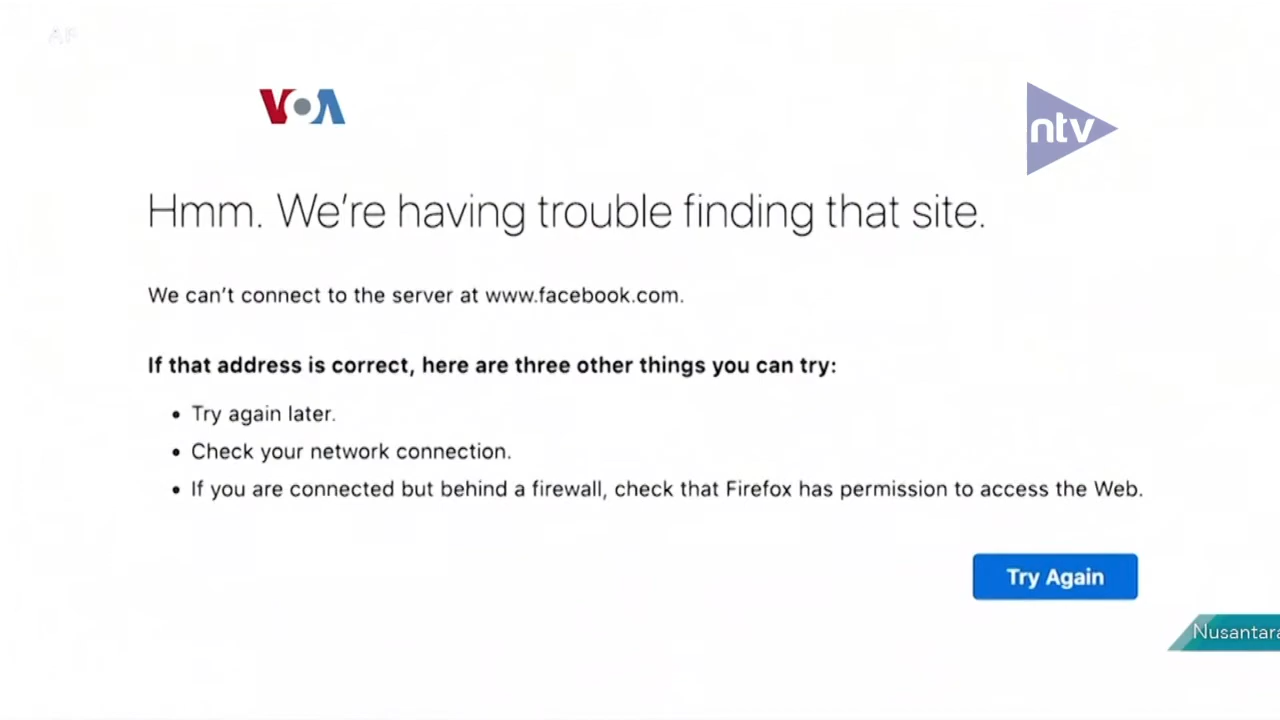 AP
VOA
ntv
Hmm. We're having trouble finding that site.
We can't connect to the server at www.facebook.com.
If that address is correct, here are three other things you can try:
• Try again later.
• Check your network connection.
• If you are connected but behind a firewall, check that Firefox has permission to access the Web.
Try Again
Nusantara